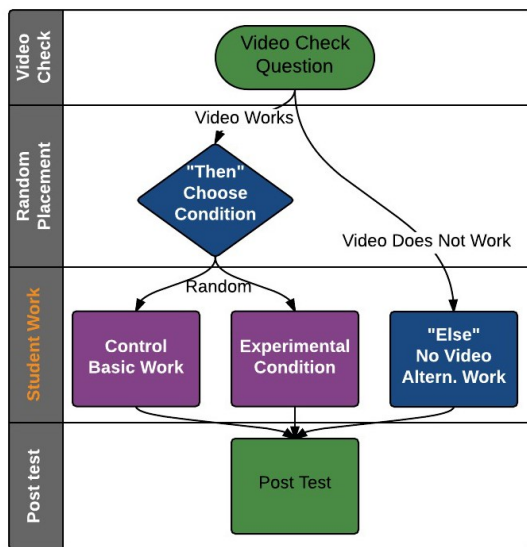 Video
Check
Video Check
Question
Random
Placement
Video Works
"Then"
Choose
Condition
Video Does Not Work
Random
Student Work
Control
Basic Work
Experimental
Condition
"Else"
No Video
Altern. Work
Post test
Post Test